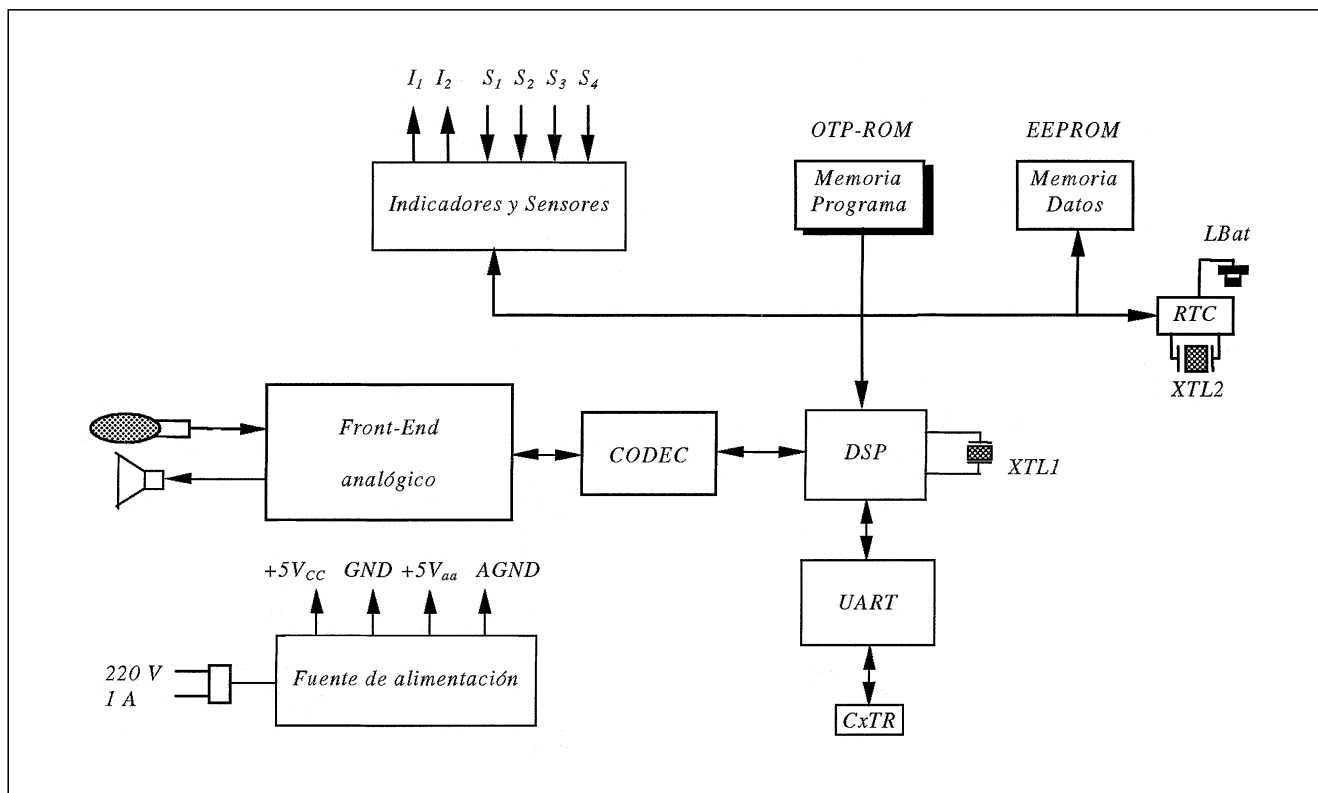 I1 I2 S1 S2 S3 S4
OTP-ROM
EEPROM
Indicadores y Sensores
Memoria
Programa
Memoria
Datos
LBat
RTC
XTL2
Front-End
analógico
CODEC
DSP
XTL1
+5VCC GND +5Vaa AGND
UART
220 V
1 A
Fuente de alimentación
CxTR